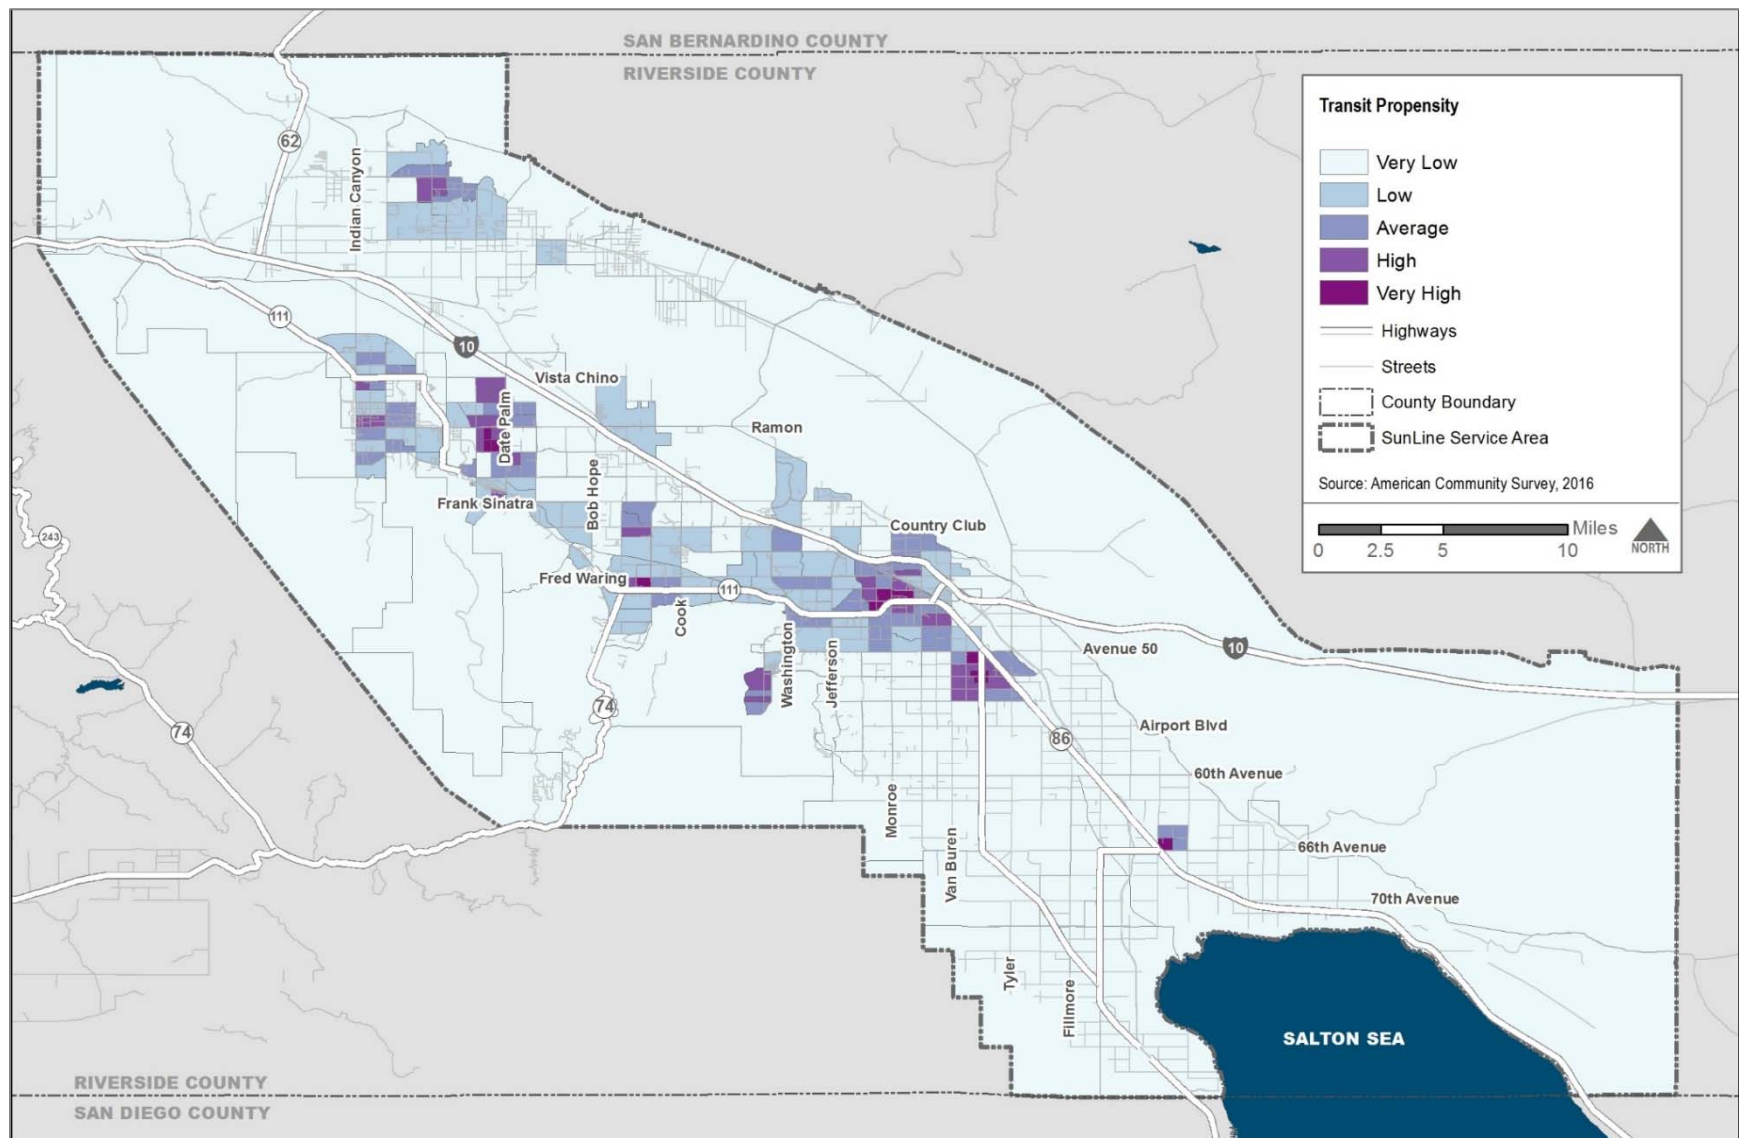 SAN BERNARDINO COUNTY
RIVERSIDE COUNTY
Transit Propensity
Very Low
Low
Average
High
Very High
Highways
Streets
County Boundary
SunLine Service Area
Source: American Community Survey, 2016
Miles
0 2.5 5 10
NORTH
62
Indian Canyon
111
10
Vista Chino
Date Palm
Ramon
Bob Hope
Frank Sinatra
Country Club
243
Fred Waring
111
Cook
Washington
Jefferson
Avenue 50
10
74
74
86
Airport Blvd
60th Avenue
Monroe
66th Avenue
Van Buren
70th Avenue
Tyler
Fillmore
SALTON SEA
RIVERSIDE COUNTY
SAN DIEGO COUNTY